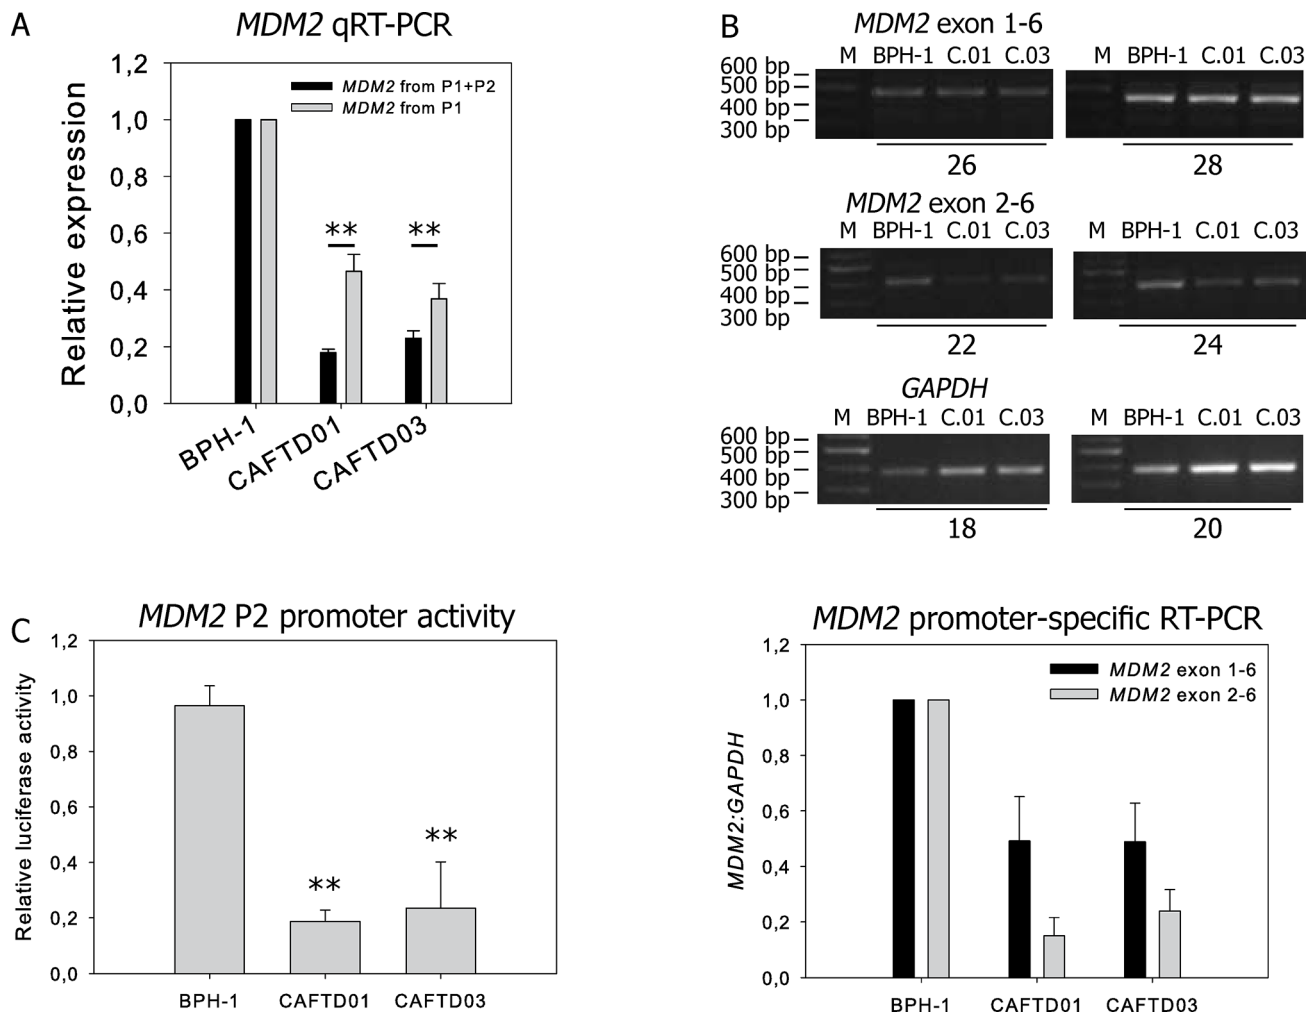 A
MDM2 qRT-PCR
1,2
1,0
0,8
0,6
0,4
0,2
0,0
Relative expression
MDM2 from P1+P2
MDM2 from P1
**
**
BPH-1
CAFTD01
CAFTD03
B
MDM2 exon 1-6
M BPH-1 C.01 C.03
M BPH-1 C.01 C.03
600 bp
500 bp
400 bp
300 bp
26
28
MDM2 exon 2-6
M BPH-1 C.01 C.03
M BPH-1 C.01 C.03
600 bp
500 bp
400 bp
300 bp
22
24
GAPDH
M BPH-1 C.01 C.03
M BPH-1 C.01 C.03
600 bp
500 bp
400 bp
300 bp
18
20
C
MDM2 P2 promoter activity
1,2
1,0
0,8
0,6
0,4
0,2
0,0
Relative luciferase activity
**
**
BPH-1
CAFTD01
CAFTD03
MDM2 promoter-specific RT-PCR
1,2
1,0
0,8
0,6
0,4
0,2
0,0
MDM2:GAPDH
MDM2 exon 1-6
MDM2 exon 2-6
BPH-1
CAFTD01
CAFTD03